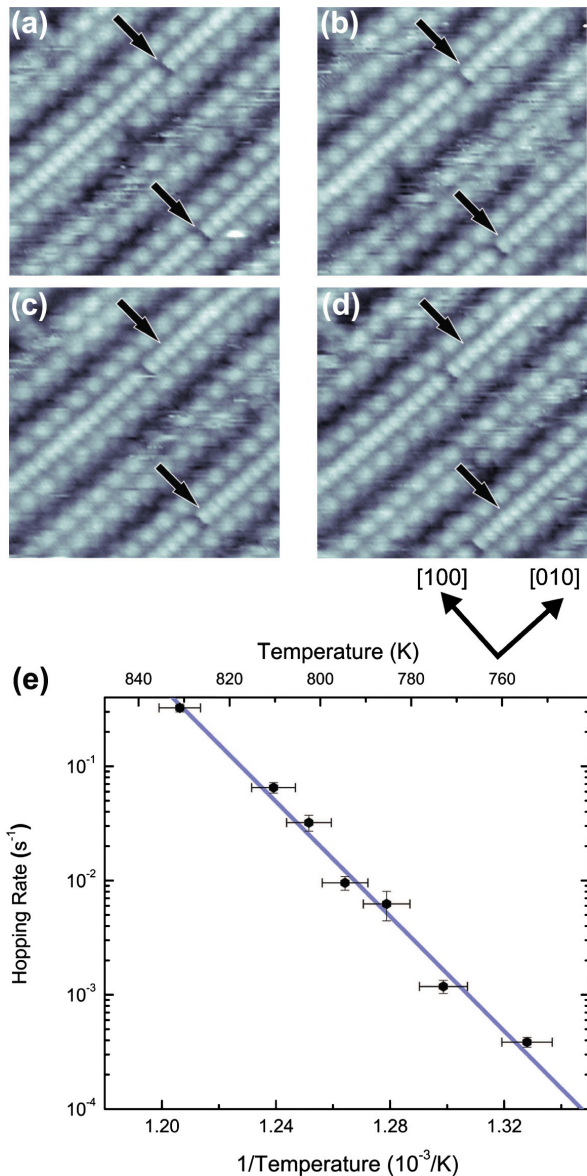 (a)
(b)
(c)
(d)
[100]
[010]
(e)
Temperature (K)
840 820 800 780 760
10⁻¹
10⁻²
10⁻³
10⁻⁴
Hopping Rate (s⁻¹)
1.20 1.24 1.28 1.32
1/Temperature (10⁻³/K)